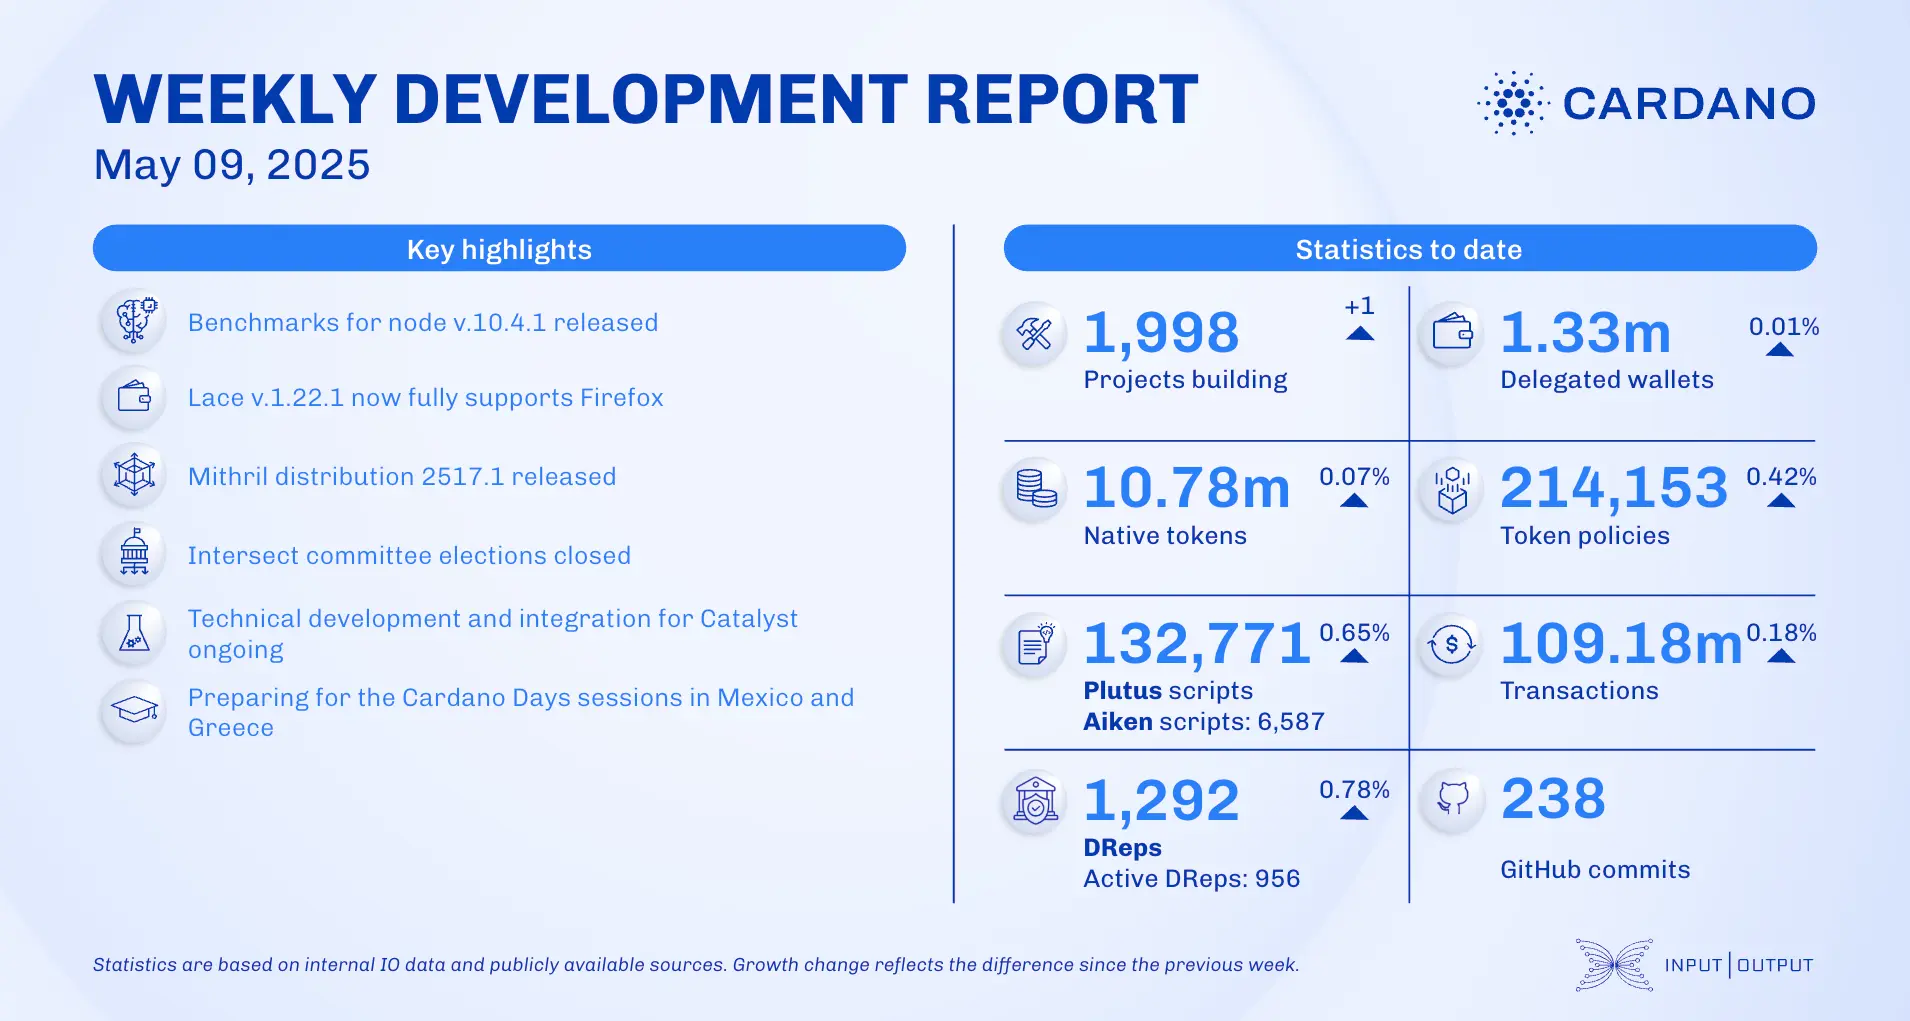 WEEKLY DEVELOPMENT REPORT
May 09, 2025
CARDANO
Key highlights
Benchmarks for node v.10.4.1 released
Lace v.1.22.1 now fully supports Firefox
Mithril distribution 2517.1 released
Intersect committee elections closed
Technical development and integration for Catalyst
ongoing
Preparing for the Cardano Days sessions in Mexico and
Greece
Statistics to date
1,998
+1
Projects building
1.33m
0.01%
Delegated wallets
10.78m
0.07%
Native tokens
214,153
0.42%
Token policies
132,771
0.65%
Plutus scripts
Aiken scripts: 6,587
$
109.18m
0.18%
Transactions
1,292
0.78%
DReps
Active DReps: 956
238
GitHub commits
Statistics are based on internal IO data and publicly available sources. Growth change reflects the difference since the previous week.
INPUT | OUTPUT